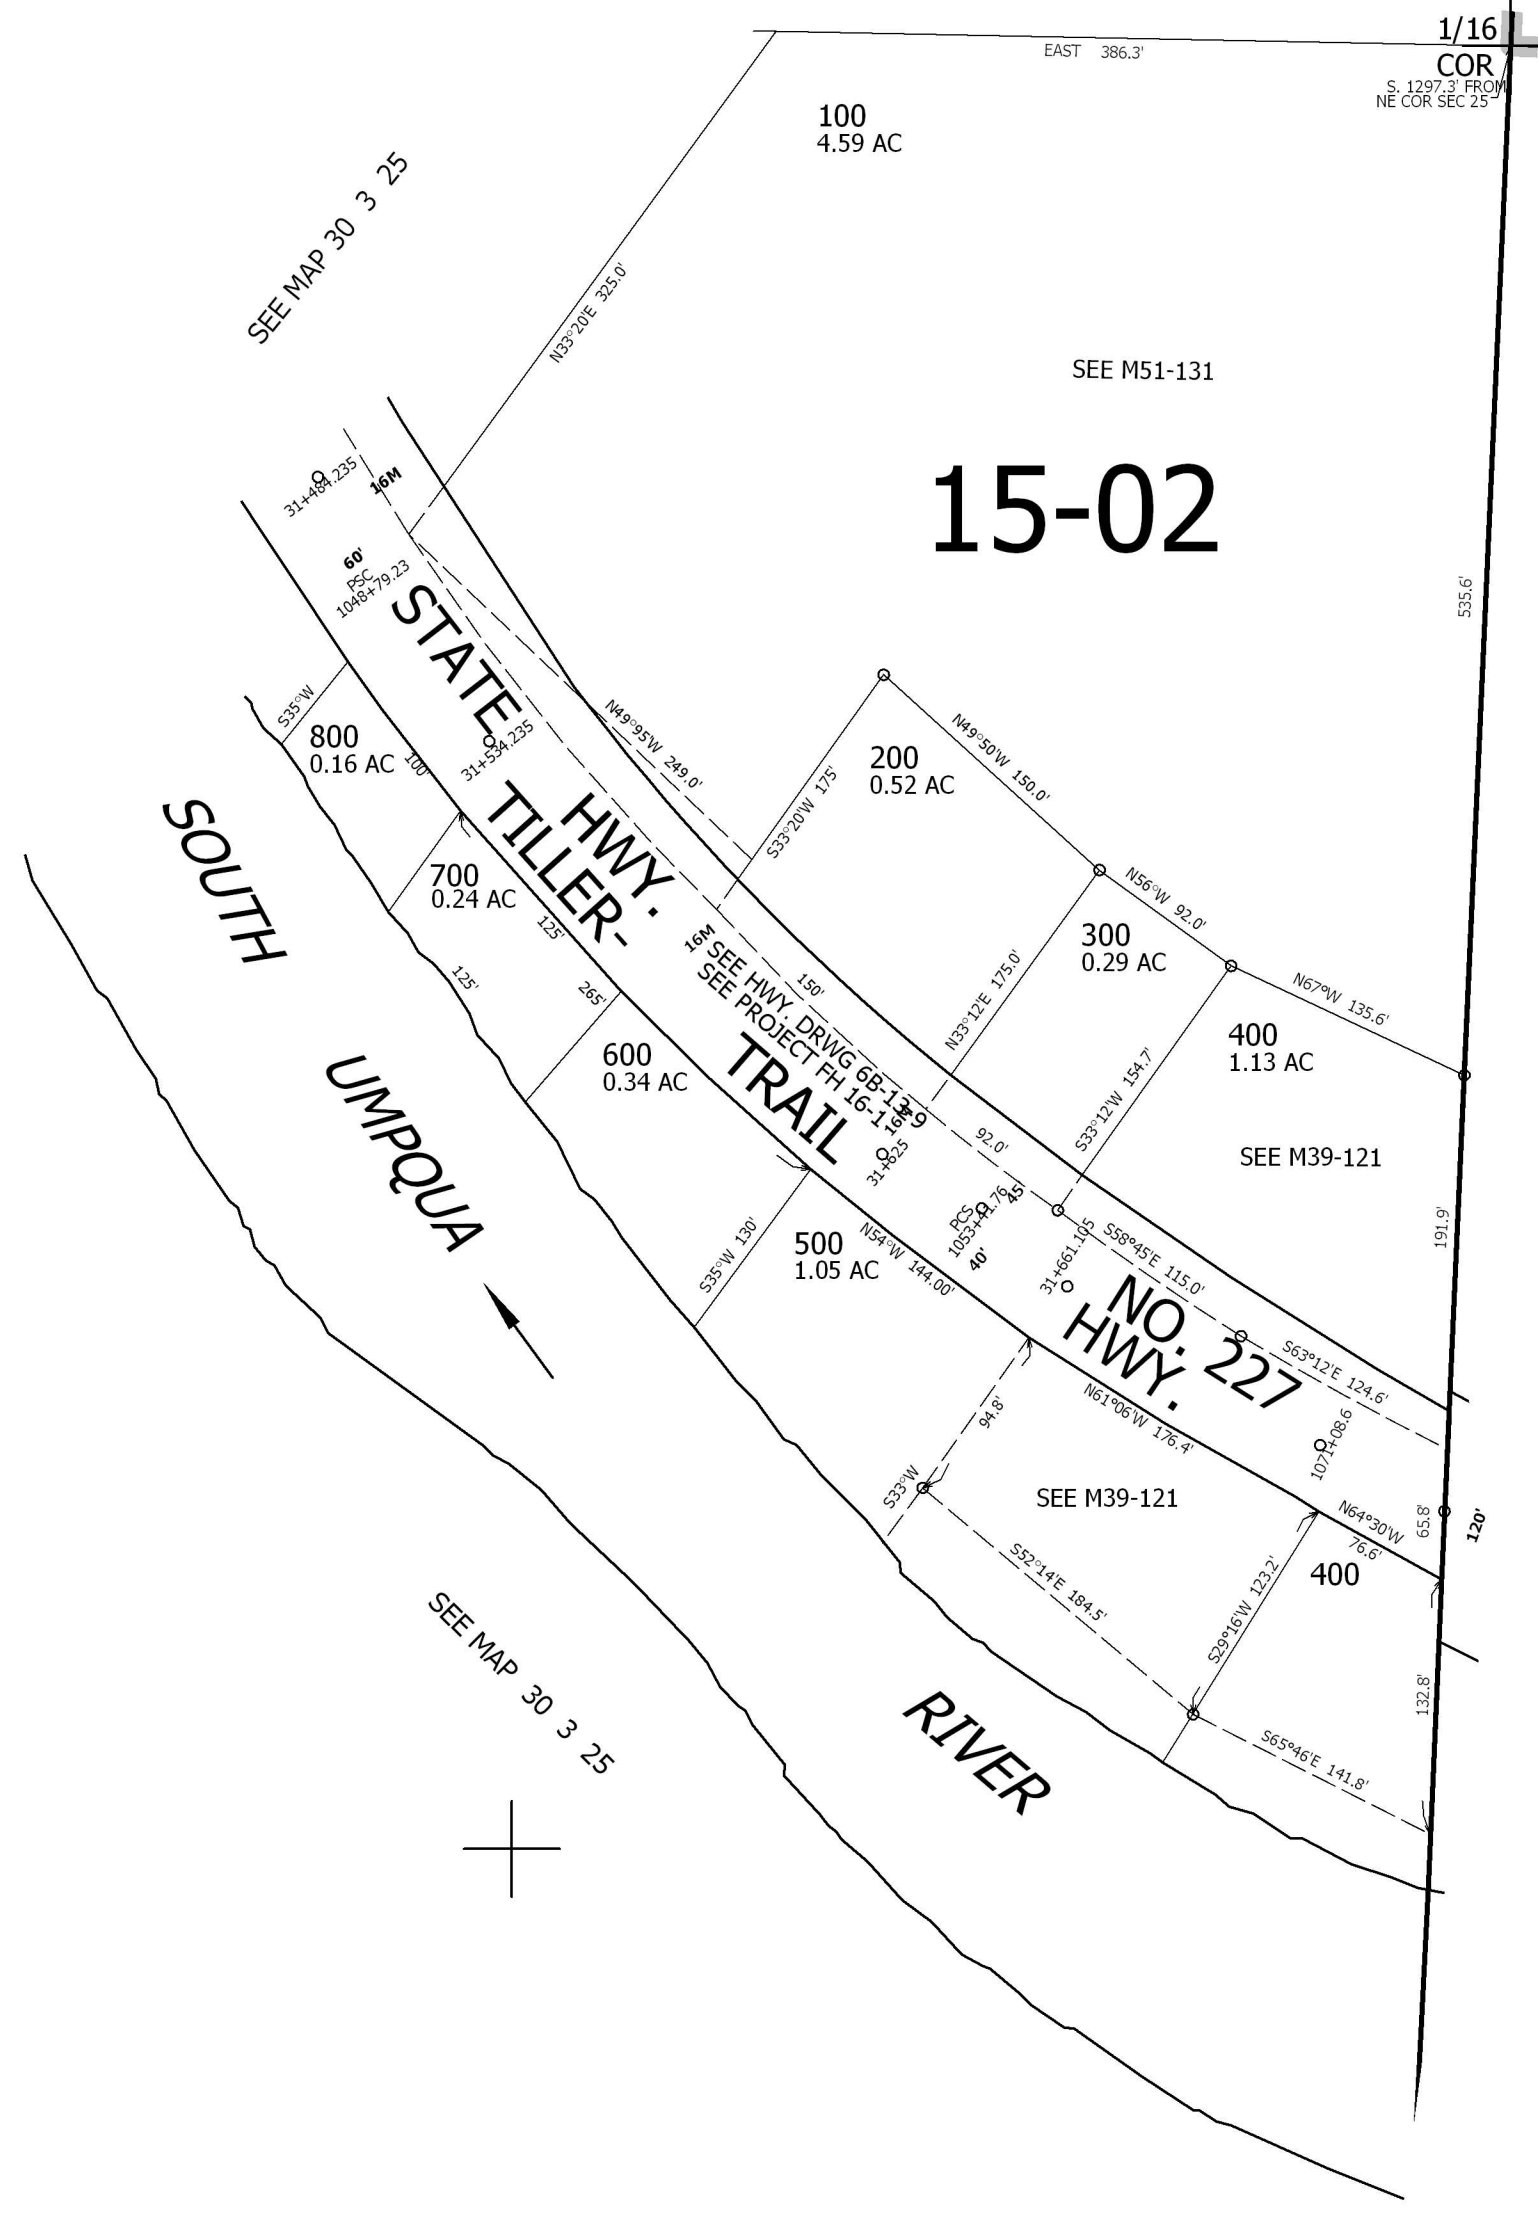 1/16
COR
S. 1297.3' FROM
NE COR SEC 25
EAST 386.3'
100
4.59 AC
SEE MAP 30 3 25
N33°20'E 325.0'
SEE M51-131
15-02
535.6'
31+484.235
16M
60'
PSC
1048+79.23
STATE
HWY.
TILLER-
TRAIL
NO. 227
HWY.
S35°W
800
0.16 AC
100'
31+534.235
N49°95'W 249.0'
S33°20'W 175'
200
0.52 AC
N49°50'W 150.0'
N56°W 92.0'
300
0.29 AC
N33°12'E 175.0'
N67°W 135.6'
400
1.13 AC
S33°12'W 154.7'
SEE M39-121
191.9'
700
0.24 AC
125'
125'
265'
16M
SEE HWY. DRWG 6B-13-9
SEE PROJECT FH 16-1
150'
16M
31+625
92.0'
600
0.34 AC
PCS
1053+41.76
45
40'
31+661.105
S58°45'E 115.0'
S63°12'E 124.6'
1071+08.6
S35°W 130'
500
1.05 AC
N54°W 144.00'
N61°06'W 176.4'
94.8'
S33°W
SEE M39-121
N64°30'W
76.6'
65.8'
120'
400
S52°14'E 184.5'
S29°16'W 123.2'
132.8'
S65°46'E 141.8'
SOUTH
UMPQUA
RIVER
SEE MAP 30 3 25